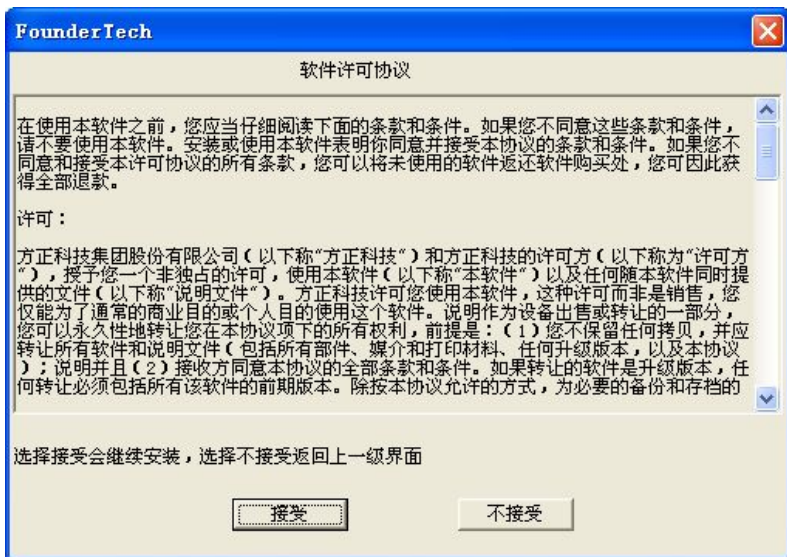 FounderTech
软件许可协议
在使用本软件之前，您应当仔细阅读下面的条款和条件。如果您不同意这些条款和条件，
请不要使用本软件。安装或使用本软件表明你同意并接受本协议的条款和条件。如果您不
同意和接受本许可协议的所有条款，您可以将未使用的软件返还软件购买处，您可因此获
得全部退款。
许可：
方正科技集团股份有限公司（以下称“方正科技”）和方正科技的许可方（以下称为“许可方
”），授予您一个非独占的许可，使用本软件（以下称“本软件”）以及任何随本软件同时提
供的文件（以下称“说明文件”）。方正科技许可您使用本软件，这种许可而非是销售，您
仅能为了通常的商业目的或个人目的使用这个软件。说明作为设备出售或转让的一部分，
您可以永久性地转让您在本协议项下的所有权利，前提是：（1）您不保留任何拷贝，并应
转让所有软件和说明文件（包括所有部件、媒介和打印材料、任何升级版本，以及本协议
）；说明并且（2）接收方同意本协议的全部条款和条件。如果转让的软件是升级版本，任
何转让必须包括所有该软件的前期版本。除按本协议允许的方式，为必要的备份和存档的
选择接受会继续安装，选择不接受返回上一级界面
接受
不接受